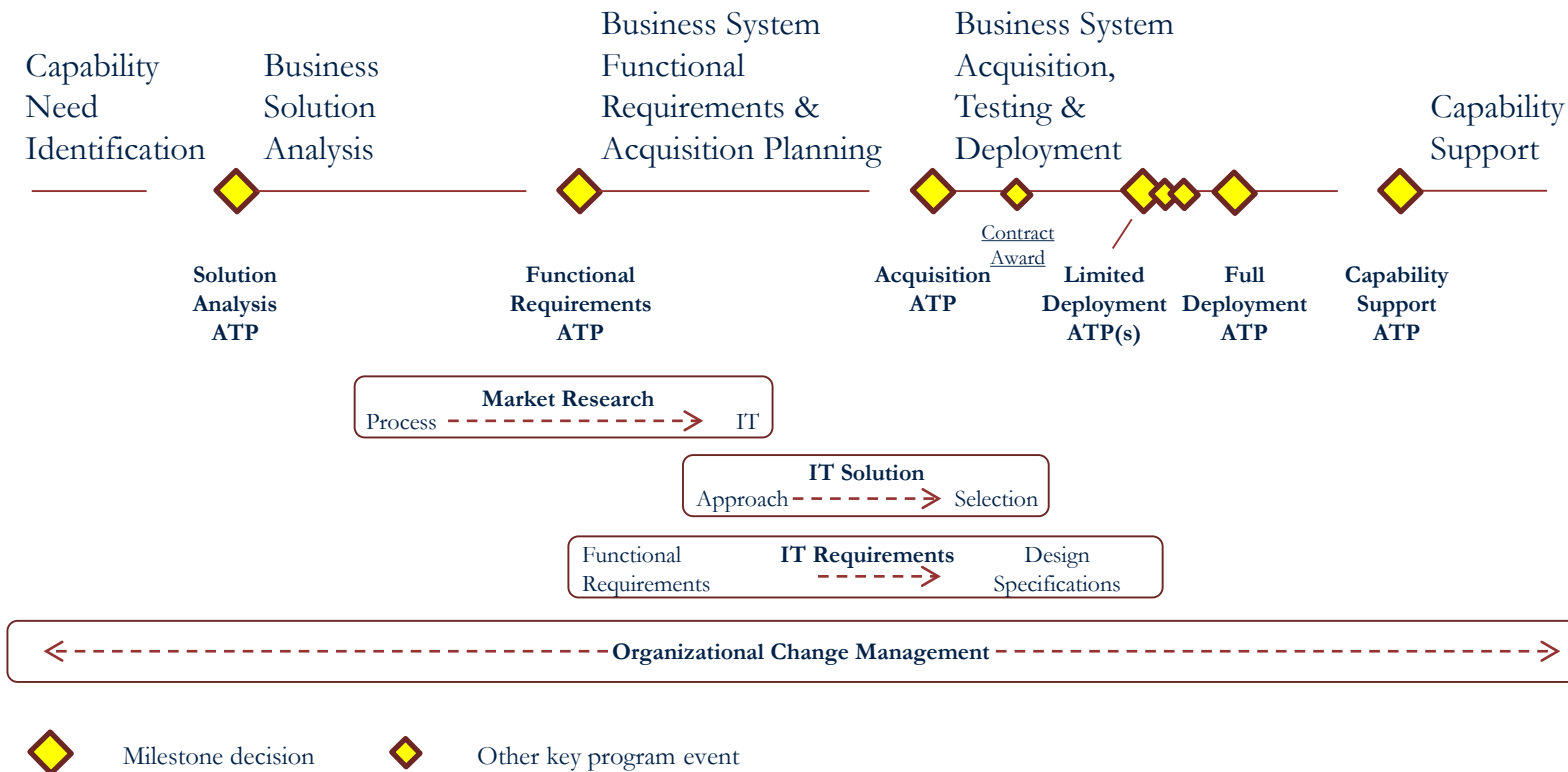 Capability
Need
Identification
Business
Solution
Analysis
Business System
Functional
Requirements &
Acquisition Planning
Business System
Acquisition,
Testing &
Deployment
Capability
Support
Contract
Award
Solution
Analysis
ATP
Functional
Requirements
ATP
Acquisition
ATP
Limited
Deployment
ATP(s)
Full
Deployment
ATP
Capability
Support
ATP
Market Research
Process
IT
IT Solution
Approach
Selection
Functional
Requirements
IT Requirements
Design
Specifications
Organizational Change Management
Milestone decision
Other key program event